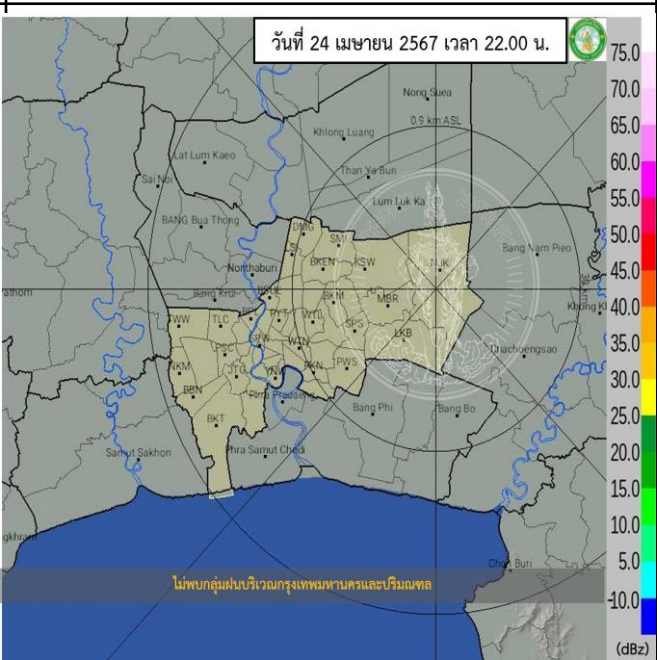 วันที่ 24 เมษายน 2567 เวลา 22.00 น.
75.0
70.0
65.0
60.0
55.0
50.0
45.0
40.0
35.0
30.0
25.0
20.0
15.0
10.0
5.0
-10.0
(dBz)
Nong Suea
0.9 km ASL
Khlong Luang
Lat Lum Kaeo
Than Ya Buri
Sai Noi
Lum Luk Ka
BANG Bua Thong
DMG
SMI
LSI
Bang Nam Pieo
Nonthaburi
BKEN
KSW
NJK
Bang Krui
BKM
MBR
TWW
TLC
PYT
SPS
LKB
WTN
PSC
Chachoengsao
NKM
JTG
YNW
PKN
PWS
BBN
Phra Pradaeng
BKT
Bang Phi
Bang Bo
Samut Sakhon
Phra Samut Chedi
Chon Buri
ไม่พบกลุ่มฝนบริเวณกรุงเทพมหานครและปริมณฑล